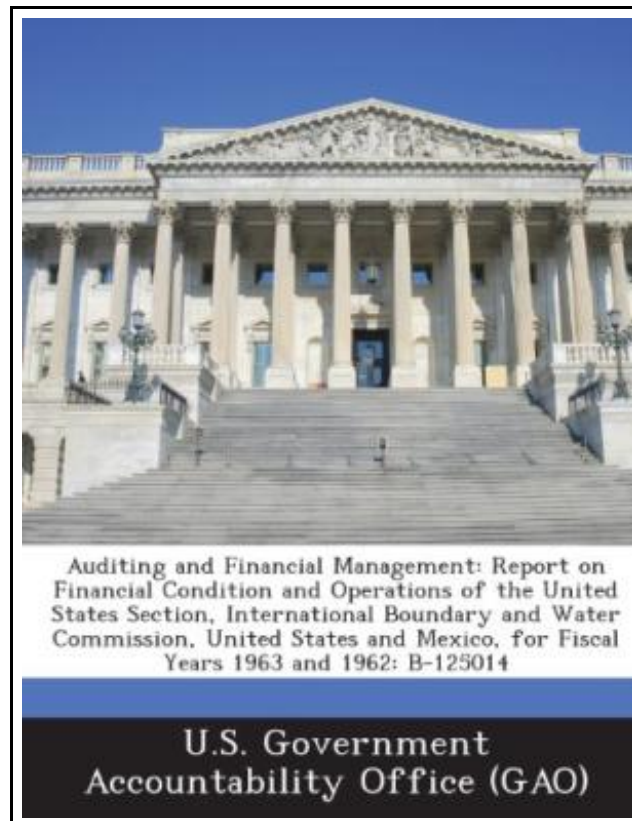 Auditing and Financial Management: Report on
Financial Condition and Operations of the United
States Section, International Boundary and Water
Commission, United States and Mexico, for Fiscal
Years 1963 and 1962: B-125014
U.S. Government
Accountability Office (GAO)